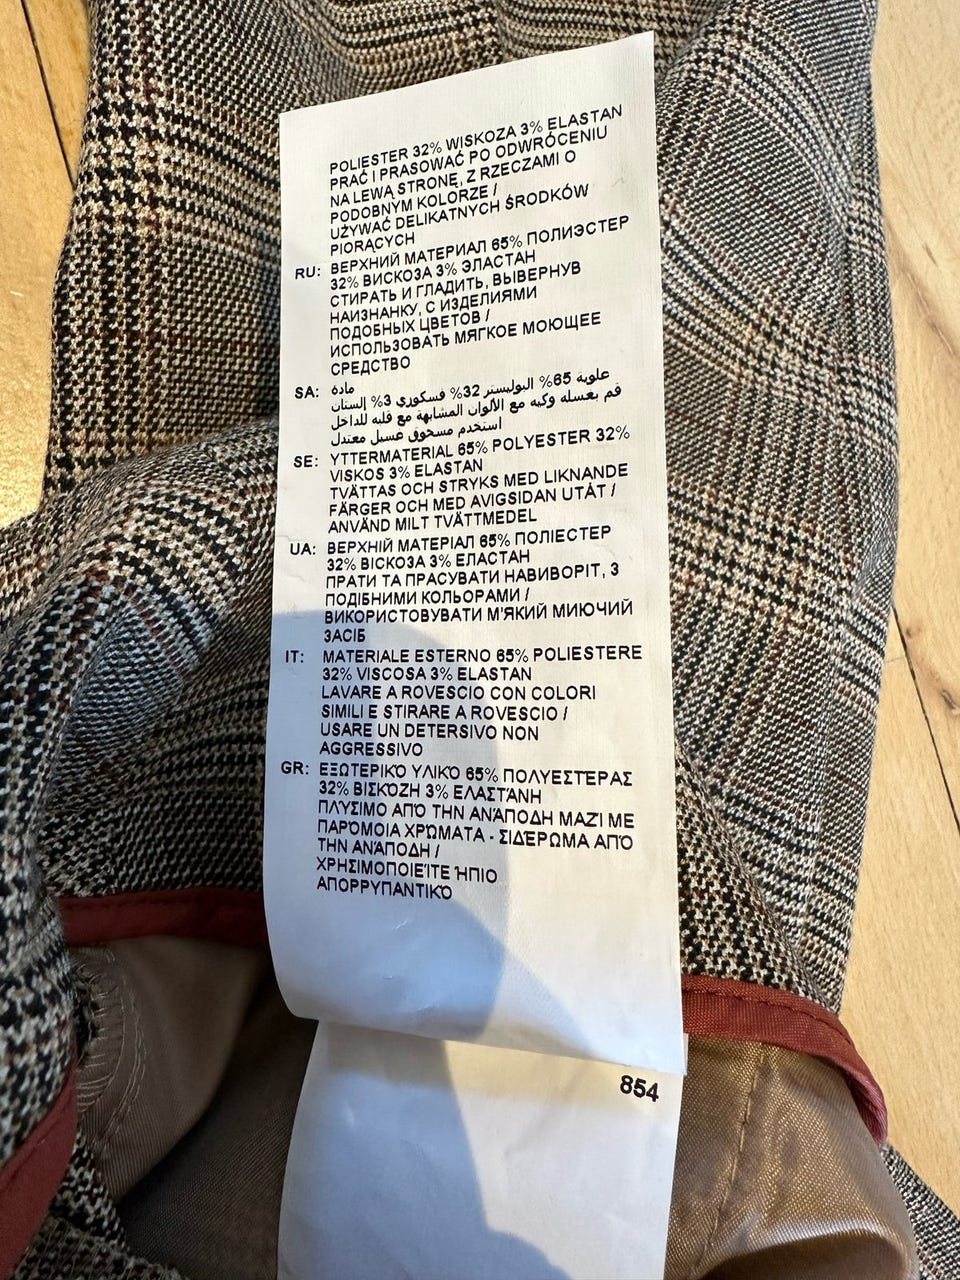 POLIESTER 32% WISKOZA 3% ELASTAN
PRAĆ I PRASOWAĆ PO ODWRÓCENIU
NA LEWĄ STRONĘ, Z RZECZAMI O
PODOBNYM KOLORZE /
UŻYWAĆ DELIKATNYCH ŚRODKÓW
PIORĄCYCH
RU: ВЕРХНИЙ МАТЕРИАЛ 65% ПОЛИЭСТЕР
32% ВИСКОЗА 3% ЭЛАСТАН
СТИРАТЬ И ГЛАДИТЬ, ВЫВЕРНУВ
НАИЗНАНКУ, С ИЗДЕЛИЯМИ
ПОДОБНЫХ ЦВЕТОВ /
ИСПОЛЬЗОВАТЬ МЯГКОЕ МОЮЩЕЕ
СРЕДСТВО
SA: مادة
علوية 65% البوليستر 32% فسكوري 3% إلستان
قم بغسله وكيه مع الألوان المشابهة مع قلبه للداخل
استخدم مسحوق غسيل معتدل
SE: YTTERMATERIAL 65% POLYESTER 32%
VISKOS 3% ELASTAN
TVÄTTAS OCH STRYKS MED LIKNANDE
FÄRGER OCH MED AVIGSIDAN UTÅT /
ANVÄND MILT TVÄTTMEDEL
UA: ВЕРХНІЙ МАТЕРІАЛ 65% ПОЛІЕСТЕР
32% ВІСКОЗА 3% ЕЛАСТАН
ПРАТИ ТА ПРАСУВАТИ НАВИВОРІТ, З
ПОДІБНИМИ КОЛЬОРАМИ /
ВИКОРИСТОВУВАТИ М'ЯКИЙ МИЮЧИЙ
ЗАСІБ
IT: MATERIALE ESTERNO 65% POLIESTERE
32% VISCOSA 3% ELASTAN
LAVARE A ROVESCIO CON COLORI
SIMILI E STIRARE A ROVESCIO /
USARE UN DETERSIVO NON
AGGRESSIVO
GR: ΕΞΩΤΕΡΙΚΌ ΥΛΙΚΌ 65% ΠΟΛΥΕΣΤΈΡΑΣ
32% ΒΙΣΚΌΖΗ 3% ΕΛΑΣΤΆΝΗ
ΠΛΎΣΙΜΟ ΑΠΌ ΤΗΝ ΑΝΆΠΟΔΗ ΜΑΖΊ ΜΕ
ΠΑΡΌΜΟΙΑ ΧΡΏΜΑΤΑ - ΣΙΔΈΡΩΜΑ ΑΠΌ
ΤΗΝ ΑΝΆΠΟΔΗ /
ΧΡΗΣΙΜΟΠΟΙΕΊΤΕ ΉΠΙΟ
ΑΠΟΡΡΥΠΑΝΤΙΚΌ
854